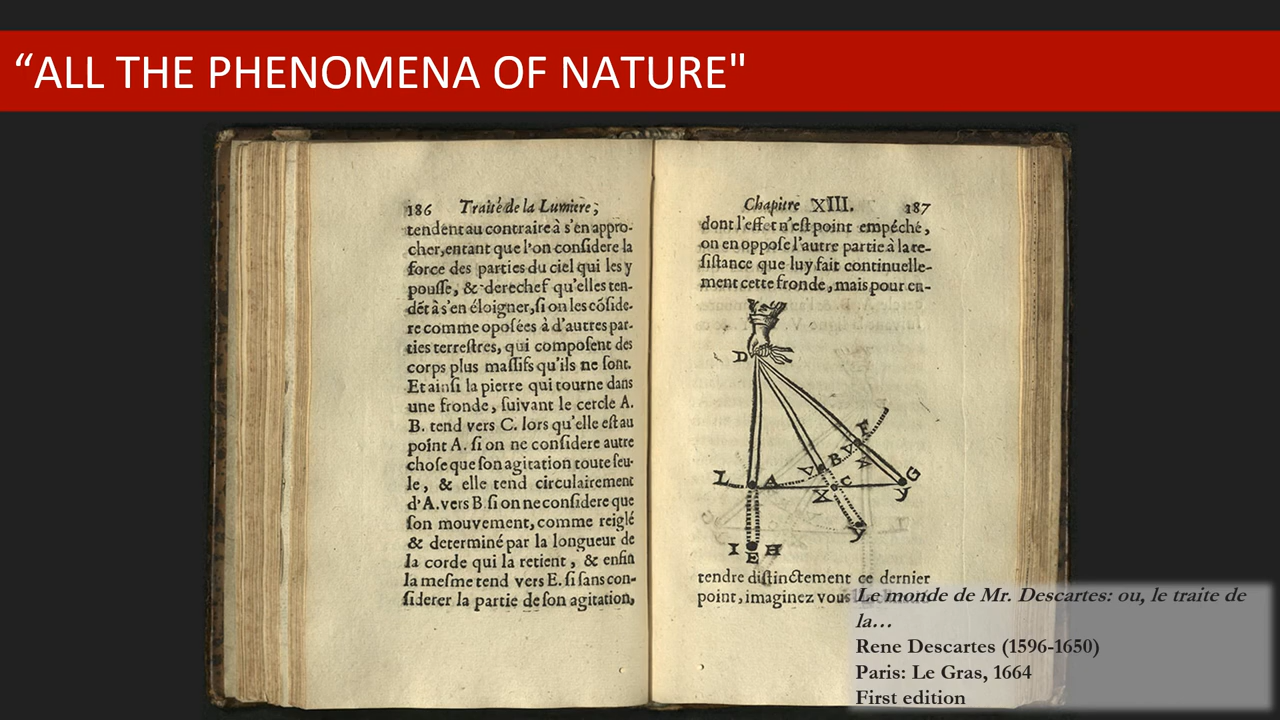 “ALL THE PHENOMENA OF NATURE"
186 Traité de la Lumiere;
tendent au contraire à s'en appro-
cher, entant que l'on considere la
force des parties du ciel qui les y
pousse, & derechef qu'elles ten-
dẽt à s'en éloigner, si on les cõside-
re comme oposées à d'autres par-
ties terrestres, qui composent des
corps plus massifs qu'ils ne sont.
Et ainsi la pierre qui tourne dans
une fronde, suivant le cercle A.
B. tend vers C. lors qu'elle est au
point A. si on ne considere autre
chose que son agitation toute seu-
le, & elle tend circulairement
d'A. vers B si on ne considere que
son mouvement, comme reiglé
& determiné par la longueur de
la corde qui la retient, & enfin
la mesme tend vers E. si sans con-
siderer la partie de son agitation,
Chapitre XIII. 187
dont l'effet n'est point empéché,
on en oppose l'autre partie à la re-
sistance que luy fait continuelle-
ment cette fronde, mais pour en-
D
F
B V
V X
L A C G
X y
y
I E H
tendre distinctement ce dernier
point, imaginez vous
Le monde de Mr. Descartes: ou, le traite de
la…
Rene Descartes (1596-1650)
Paris: Le Gras, 1664
First edition